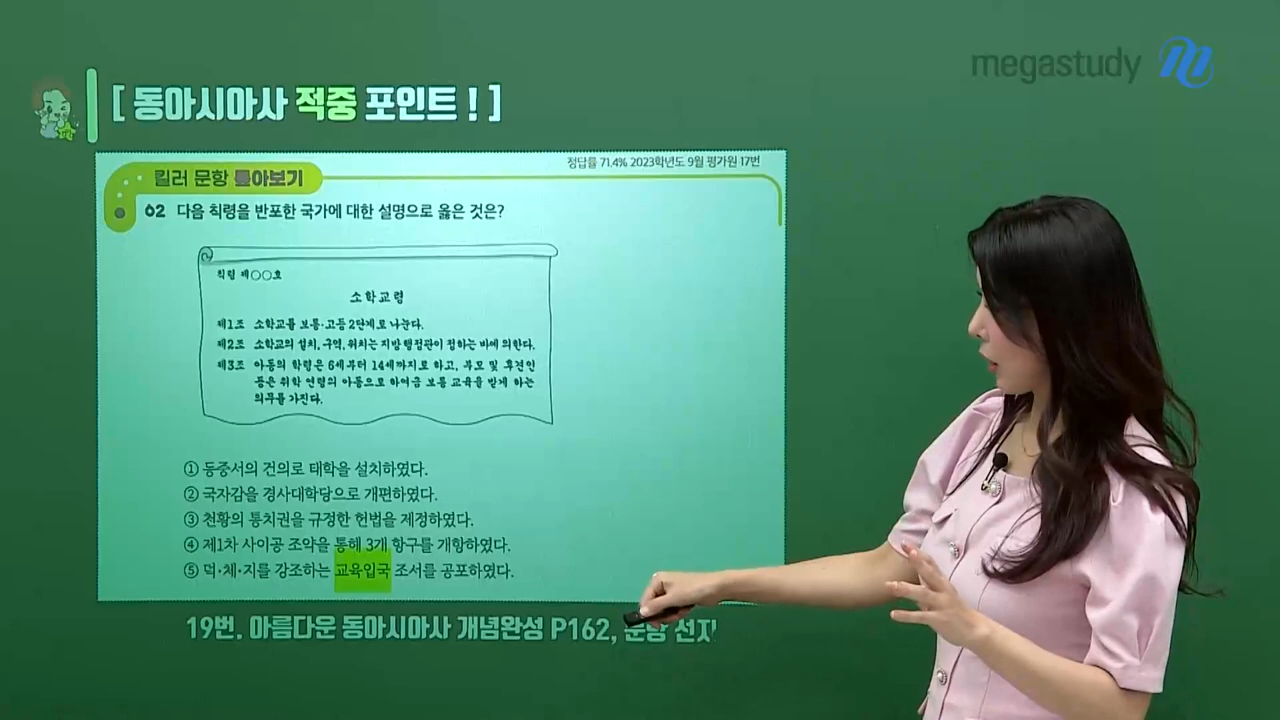 megastudy
[ 동아시아사 적중 포인트 ! ]
정답률 71.4% 2023학년도 9월 평가원 17번
킬러 문항 톺아보기
02 다음 칙령을 반포한 국가에 대한 설명으로 옳은 것은?
칙령 제○○호
소학교령
제1조 소학교를 보통·고등 2단계로 나눈다.
제2조 소학교의 설치, 구역, 위치는 지방 행정관이 정하는 바에 의한다.
제3조 아동의 학령은 6세부터 14세까지로 하고, 부모 및 후견인
등은 취학 연령의 아동으로 하여금 보통 교육을 받게 하는
의무를 가진다.
① 동중서의 건의로 태학을 설치하였다.
② 국자감을 경사대학당으로 개편하였다.
③ 천황의 통치권을 규정한 헌법을 제정하였다.
④ 제1차 사이공 조약을 통해 3개 항구를 개항하였다.
⑤ 덕·체·지를 강조하는 교육입국 조서를 공포하였다.
19번. 아름다운 동아시아사 개념완성 P162, 문항 선지